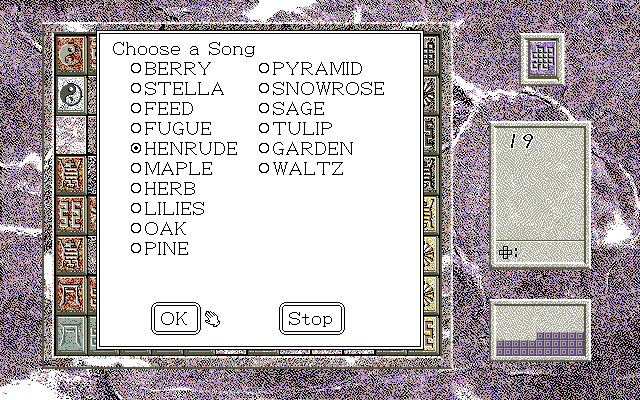 Choose a Song
BERRY
STELLA
FEED
FUGUE
HENRUDE
MAPLE
HERB
LILIES
OAK
PINE
PYRAMID
SNOWROSE
SAGE
TULIP
GARDEN
WALTZ
OK
Stop
19
: